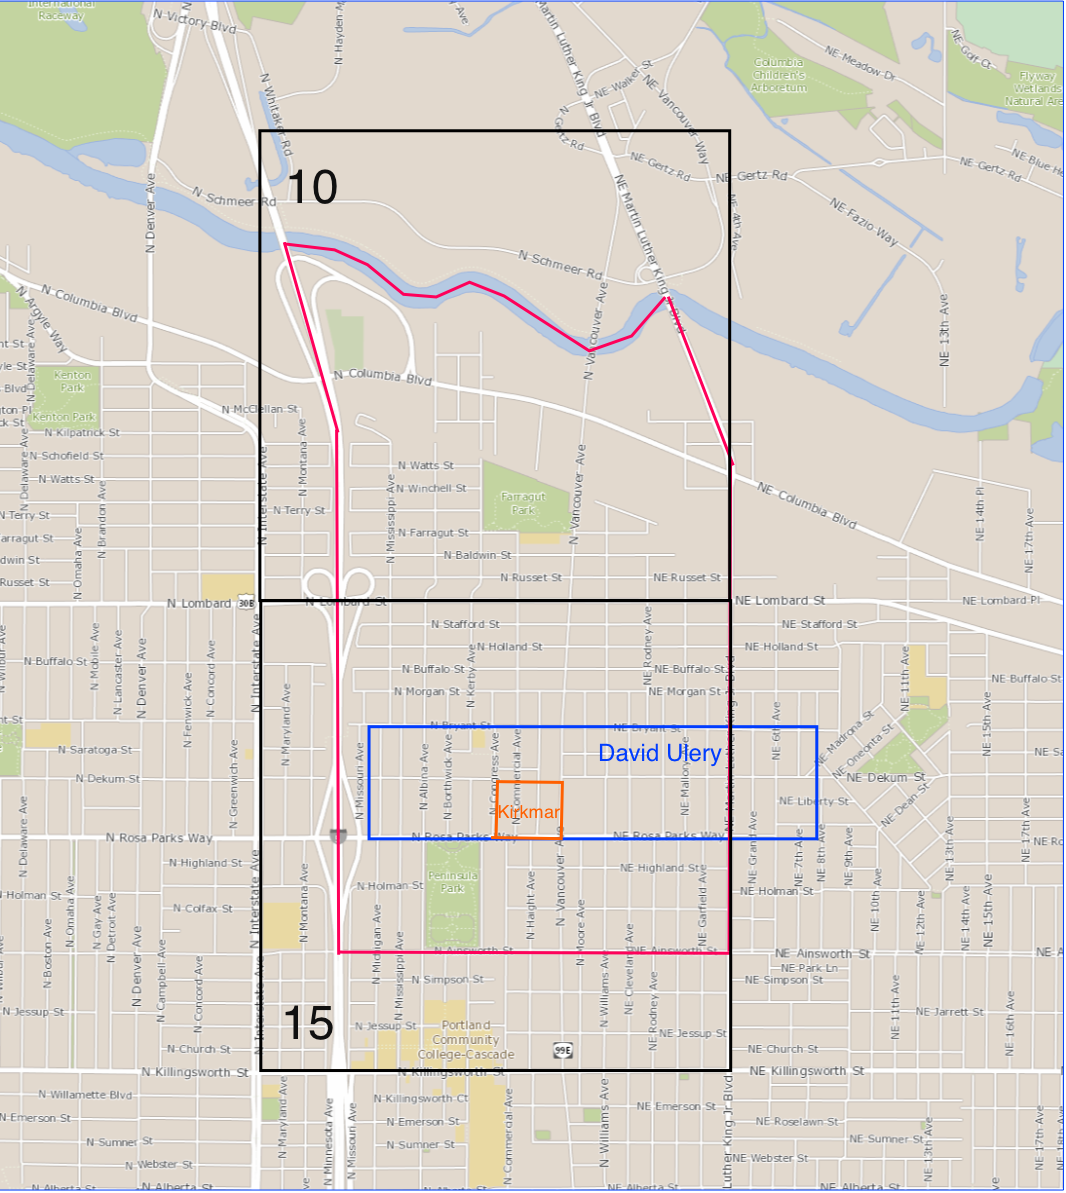 International
Raceway
N Victory Blvd
N Whitaker Rd
NE Walker St
NE Vancouver Way
Martin Luther King Jr Blvd
Columbia
Children's
Arboretum
NE Meadow Dr
NE Golf Ct
Flyway
Wetlands
Natural Are
N
Gertz Rd
NE Gertz Rd
NE Gertz Rd
NE Gertz Rd
NE Blue He
10
N Schmeer Rd
N Denver Ave
NE Martin Luther King Jr Blvd
NE 4th Ave
NE Fazio Way
N Schmeer Rd
N Columbia Blvd
N Argyle Way
N Vancouver Ave
NE 13th Ave
N Columbia Blvd
Kenton
Park
Kenton Park
N McClellan St
N Kilpatrick St
N Schofield St
N Watts St
N Delaware Ave
N Delaware Ave
N Interstate Ave
N Montana Ave
N Mississippi Ave
N Watts St
N Winchell St
Farragut
Park
N Vancouver Ave
NE Columbia Blvd
NE 14th Pl
NE 17th Ave
N Terry St
N Terry St
N Brandon Ave
N Omaha Ave
N Farragut St
N Baldwin St
N Russet St
NE Russet St
N Lombard
30B
N Lombard St
NE Lombard St
NE Lombard Pl
N Stafford St
NE Rodney Ave
NE Stafford St
N Holland St
NE Holland St
N Buffalo St
N Buffalo St
NE Buffalo St
NE Buffalo St
N Mobile Ave
N Lancaster Ave
N Denver Ave
N Concord Ave
N Fenwick Ave
N Interstate Ave
N Maryland Ave
N Kerby Ave
N Morgan St
NE Morgan St
NE 11th Ave
NE 15th Ave
N Bryant St
NE Bryant St
NE 6th Ave
NE Madrona St
NE Oneonta St
N Saratoga St
N Dekum St
N Greenwich Ave
N Missouri Ave
N Albina Ave
N Borthwick Ave
N Congress Ave
N Commercial Ave
David Ulery
NE Mallory Ave
NE Martin Luther King Jr Blvd
NE Dekum St
NE Dean St
NE Liberty St
Kirkmar
N Rosa Parks Way
N Rosa Parks Way
NE Rosa Parks Way
N Delaware Ave
N Highland St
NE Highland St
N Vancouver Ave
NE Grand Ave
NE 7th Ave
NE 8th Ave
NE 9th Ave
NE 13th Ave
NE 17th Ave
N Holman St
N Holman St
NE Holman St
Peninsula
Park
N Colfax St
N Omaha Ave
N Gay Ave
N Detroit Ave
N Boston Ave
N Denver Ave
N Campbell Ave
N Concord Ave
N Interstate Ave
N Montana Ave
N Michigan Ave
N Mississippi Ave
N Haight Ave
N Moore Ave
NE Garfield Ave
NE 10th Ave
NE 12th Ave
NE 14th Ave
NE 15th Ave
N Ainsworth St
NE Ainsworth St
NE Ainsworth St
NE Park Ln
N Simpson St
NE Simpson St
N Williams Ave
NE Cleveland Ave
NE Rodney Ave
NE 11th Ave
NE 16th Ave
N Interstate Ave
N Jessup St
15
N Jessup St
NE Jessup St
NE Jarrett St
Portland
Community
College-Cascade
99E
N Church St
NE Church St
N Killingsworth St
N Killingsworth St
NE Killingsworth St
N Willamette Blvd
N Killingsworth Ct
N Emerson St
N Emerson St
NE Emerson St
NE Roselawn St
N Sumner St
N Sumner St
NE Sumner St
N Webster St
NE Webster St
N Maryland Ave
N Minnesota Ave
N Missouri Ave
N Commercial Ave
N Williams Ave
Luther King Jr Blvd
NE 13th Ave
NE 17th Ave
N Alberta St
N Alberta St
NE Alberta St
NE Alberta St